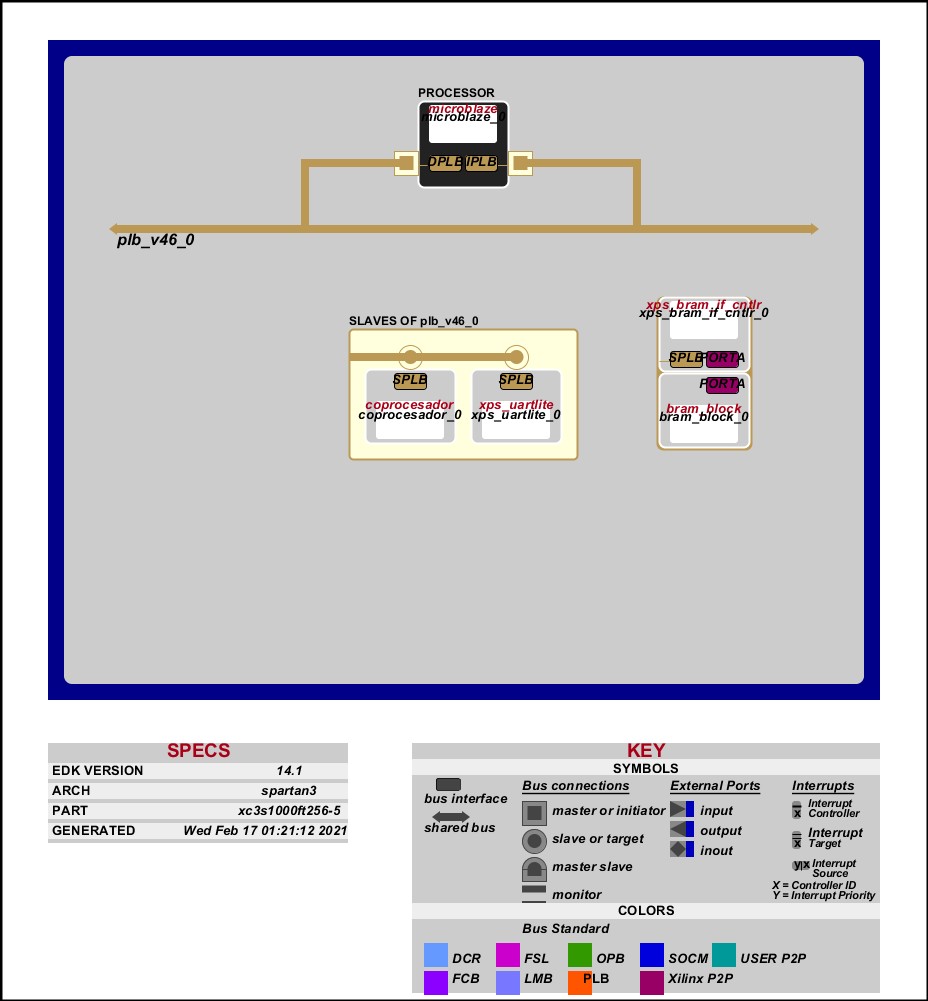 PROCESSOR
microblaze
microblaze_0
DPLB IPLB
plb_v46_0
SLAVES OF plb_v46_0
SPLB SPLB
coprocesador xps_uartlite
coprocesador_0 xps_uartlite_0
xps_bram_if_cntlr
xps_bram_if_cntlr_0
SPLB PORTA
PORTA
bram_block
bram_block_0
SPECS
EDK VERSION 14.1
ARCH spartan3
PART xc3s1000ft256-5
GENERATED Wed Feb 17 01:21:12 2021
KEY
SYMBOLS
bus interface
shared bus
Bus connections
master or initiator
slave or target
master slave
monitor
External Ports
input
output
inout
Interrupts
x Interrupt
Controller
x Interrupt
Target
y x Interrupt
Source
X = Controller ID
Y = Interrupt Priority
COLORS
Bus Standard
DCR FSL OPB SOCM USER P2P
FCB LMB PLB Xilinx P2P